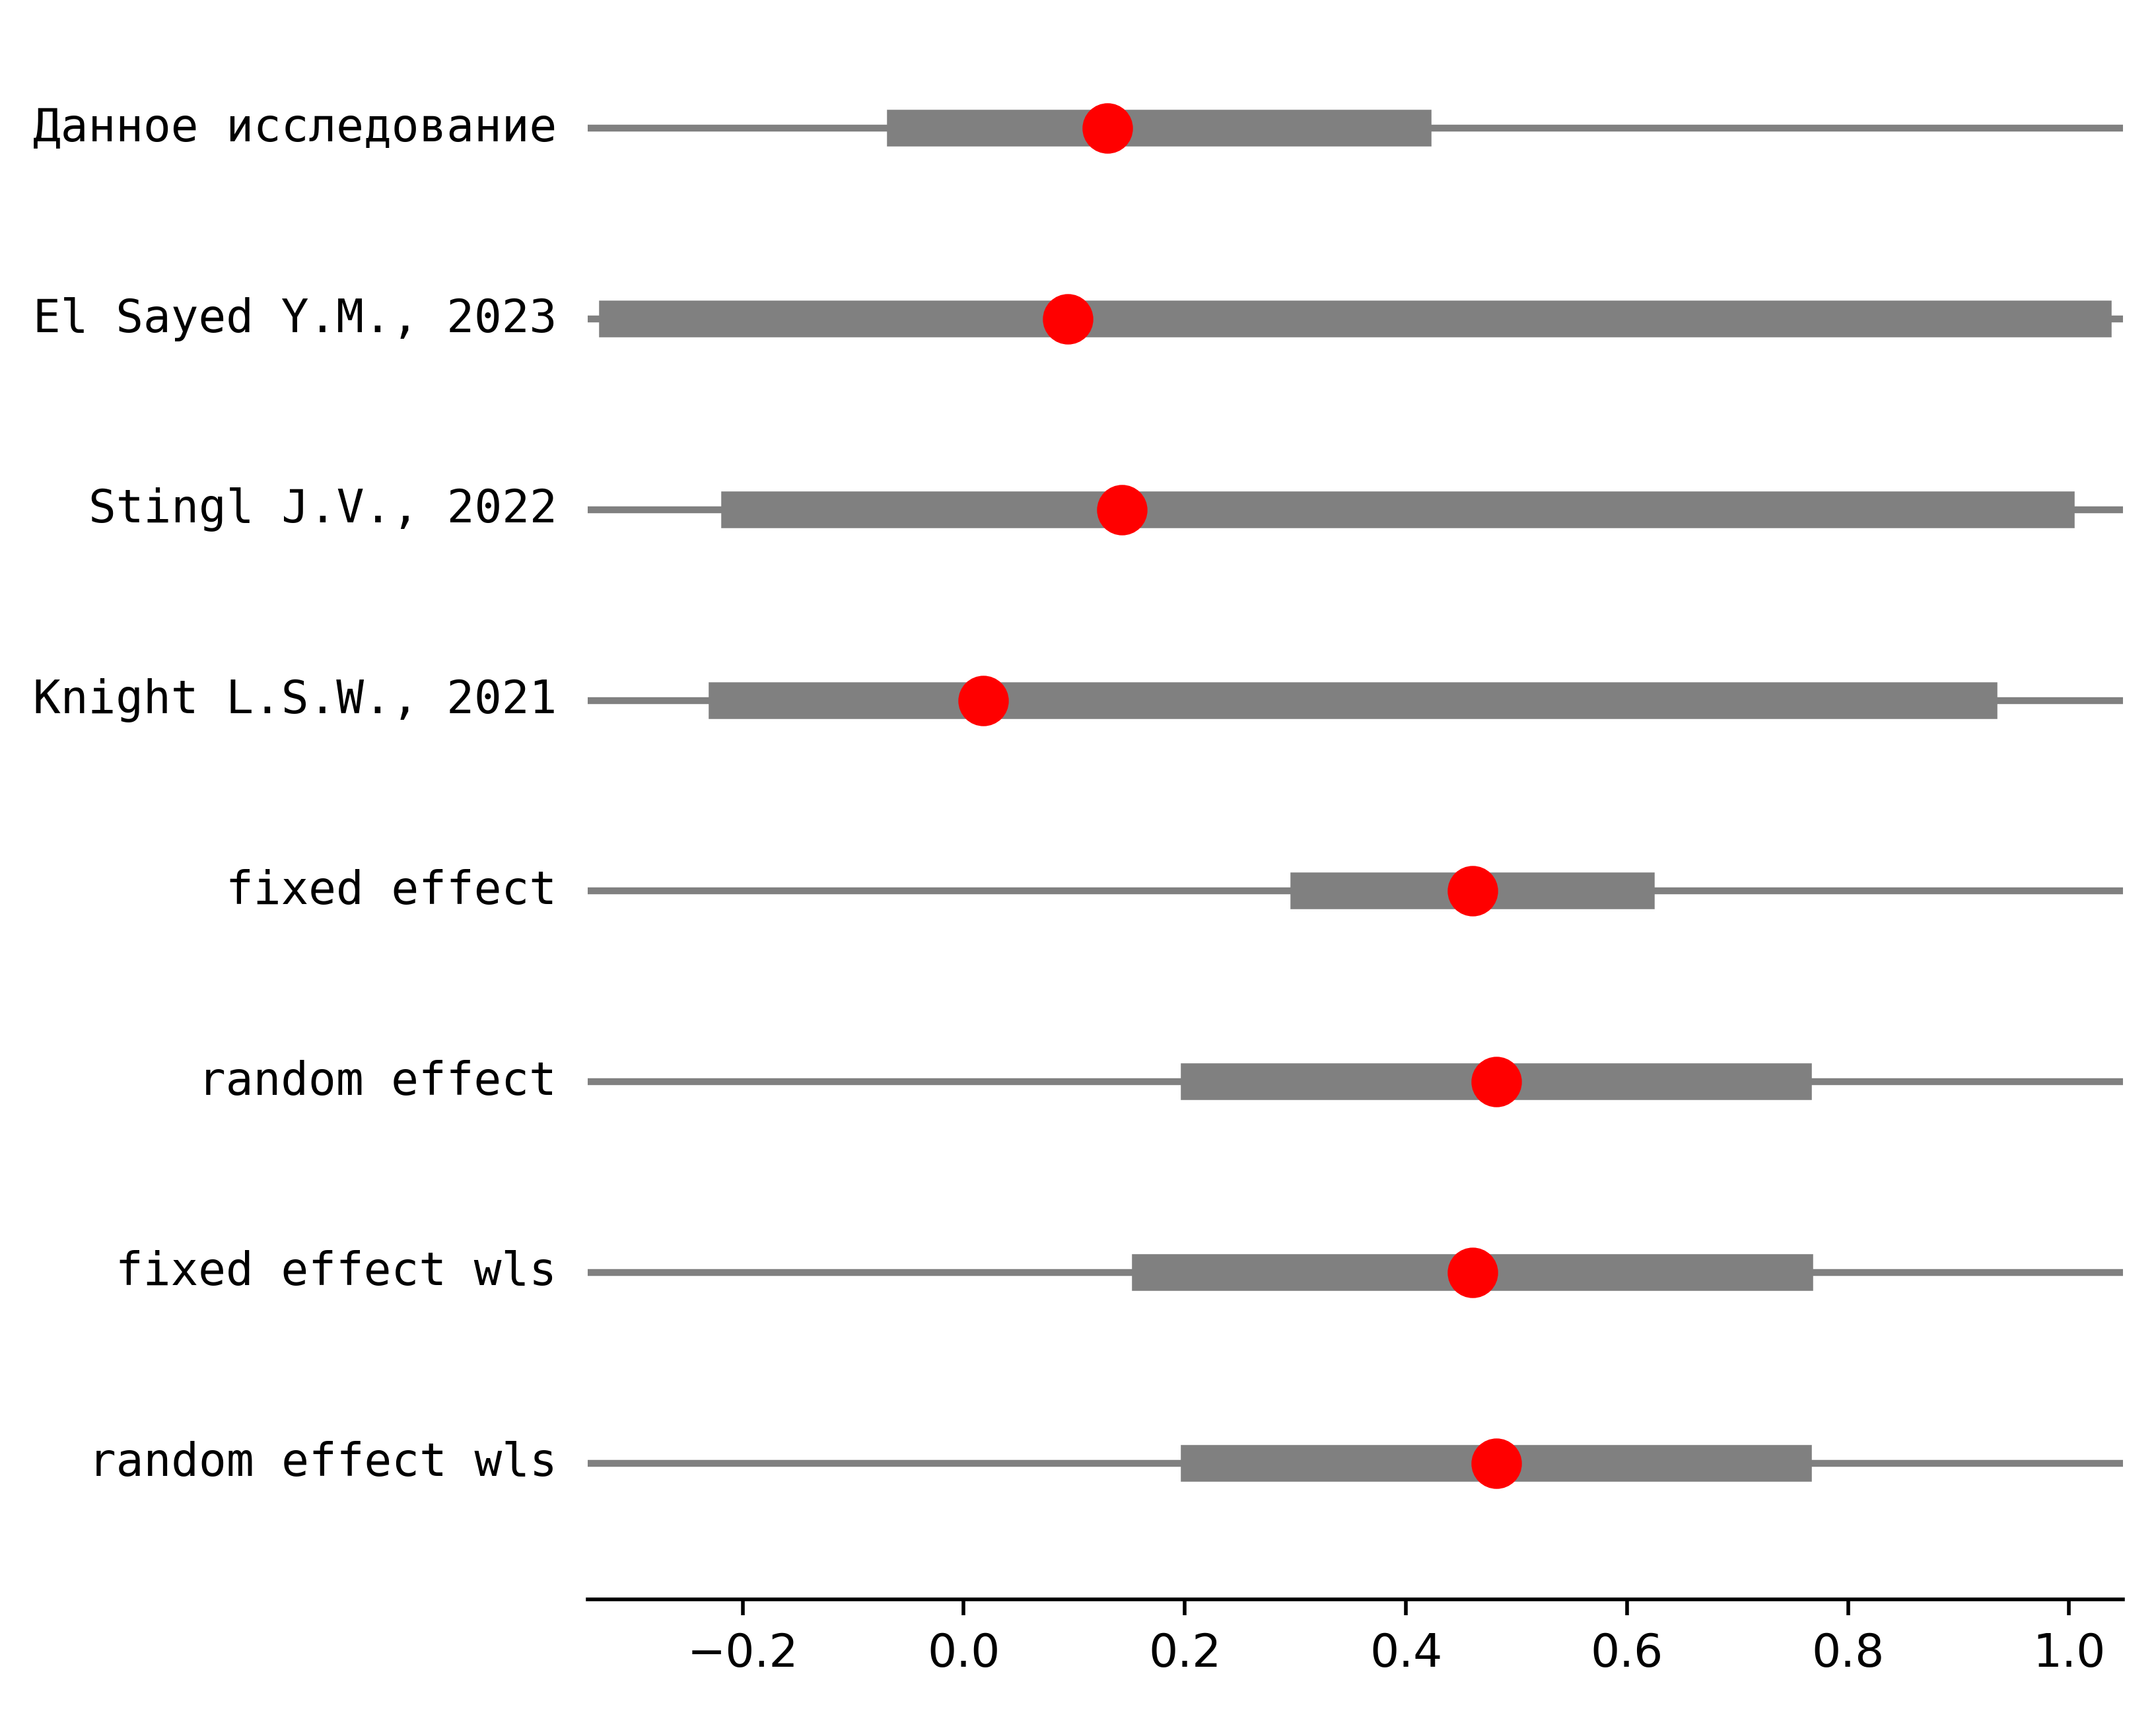 Данное исследование
El Sayed Y.M., 2023
Stingl J.V., 2022
Knight L.S.W., 2021
fixed effect
random effect
fixed effect wls
random effect wls
−0.2 0.0 0.2 0.4 0.6 0.8 1.0